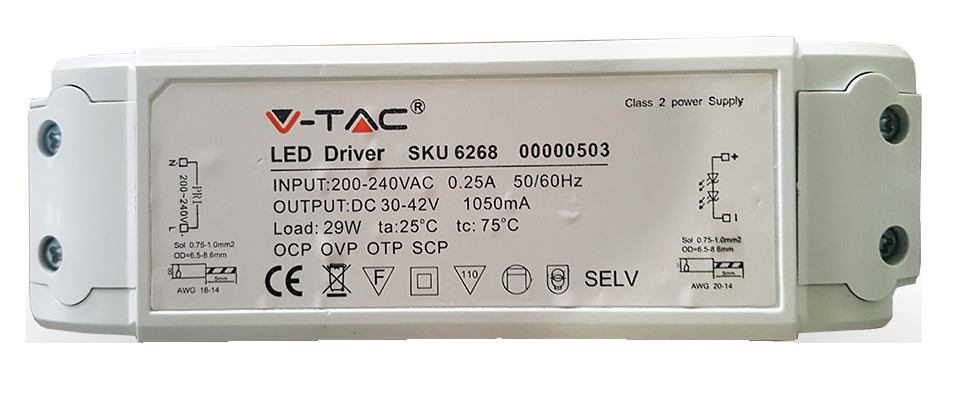 V-TAC®
Class 2 power Supply
LED Driver SKU 6268 00000503
INPUT:200-240VAC 0.25A 50/60Hz
OUTPUT:DC 30-42V 1050mA
Load: 29W ta:25°C tc: 75°C
OCP OVP OTP SCP
CE F 110 SELV
N
200~240V
PRI
L
Sol 0.75-1.0mm2
OD=6.5-8.6mm
5mm
AWG 18-14
+
Sol 0.75-1.0mm2
OD=6.5-8.6mm
5mm
AWG 20-14